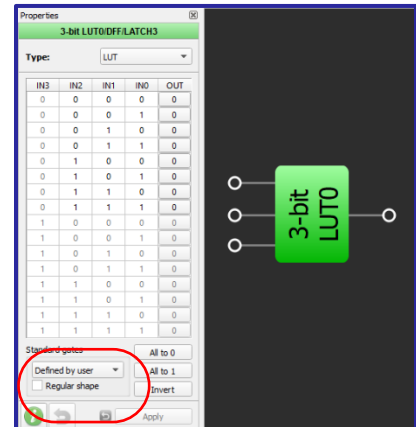 Properties
3-bit LUT0/DFF/LATCH3
Type: LUT
IN3 IN2 IN1 IN0 OUT
0 0 0 0 0
0 0 0 1 0
0 0 1 0 0
0 0 1 1 0
0 1 0 0 0
0 1 0 1 0
0 1 1 0 0
0 1 1 1 0
1 0 0 0 0
1 0 0 1 0
1 0 1 0 0
1 0 1 1 0
1 1 0 0 0
1 1 0 1 0
1 1 1 0 0
1 1 1 1 0
Standard gates All to 0
Defined by user All to 1
Regular shape Invert
Apply
3-bit
LUT0